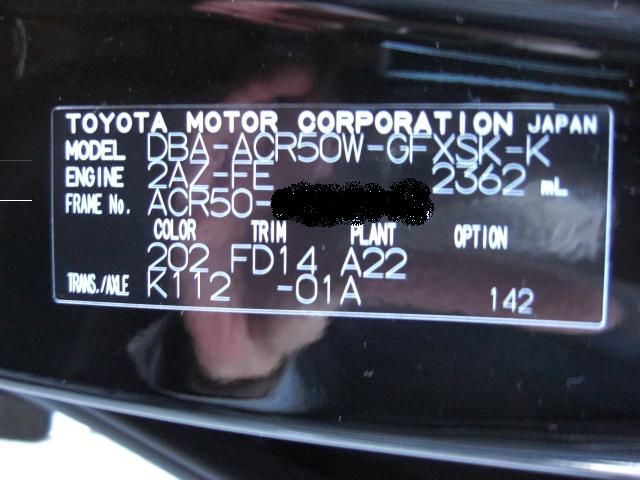 TOYOTA MOTOR CORPORATION JAPAN
MODEL DBA-ACR50W-GFXSK-K
ENGINE 2AZ-FE 2362 mL
FRAME No. ACR50-
COLOR TRIM PLANT OPTION
202 FD14 A22
TRANS./AXLE K112 -01A 142